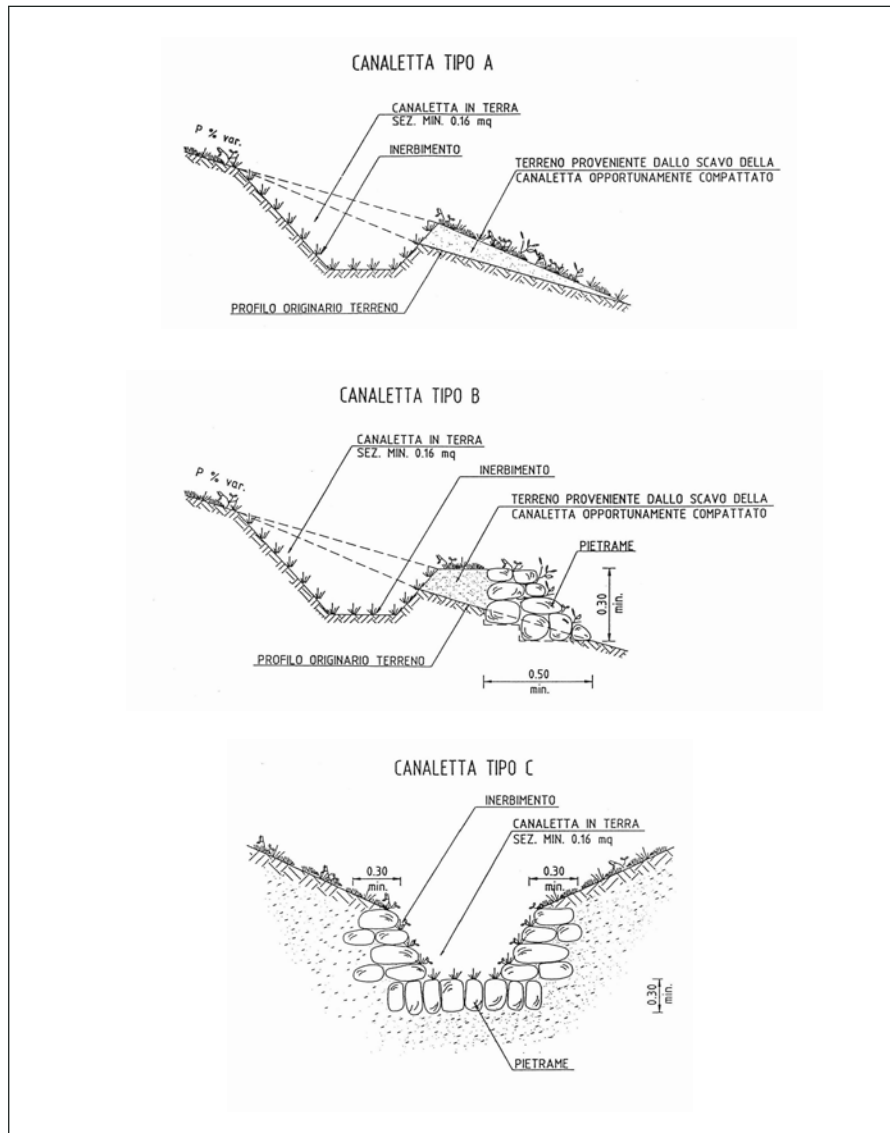 CANALETTA TIPO A
CANALETTA IN TERRA
SEZ. MIN. 0.16 mq
P % var.
INERBIMENTO
TERRENO PROVENIENTE DALLO SCAVO DELLA
CANALETTA OPPORTUNAMENTE COMPATTATO
PROFILO ORIGINARIO TERRENO
CANALETTA TIPO B
CANALETTA IN TERRA
SEZ. MIN. 0.16 mq
INERBIMENTO
P % var.
TERRENO PROVENIENTE DALLO SCAVO DELLA
CANALETTA OPPORTUNAMENTE COMPATTATO
PIETRAME
0.30
min.
PROFILO ORIGINARIO TERRENO
0.50
min.
CANALETTA TIPO C
INERBIMENTO
CANALETTA IN TERRA
SEZ. MIN. 0.16 mq
0.30
min.
0.30
min.
0.30
min.
PIETRAME